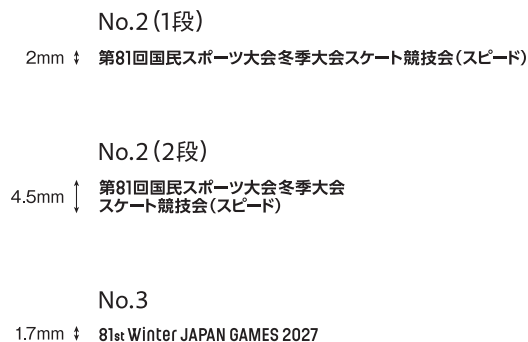 No.2（1段）
2mm 第81回国民スポーツ大会冬季大会スケート競技会（スピード）
No.2（2段）
4.5mm 第81回国民スポーツ大会冬季大会
スケート競技会（スピード）
No.3
1.7mm 81st Winter JAPAN GAMES 2027